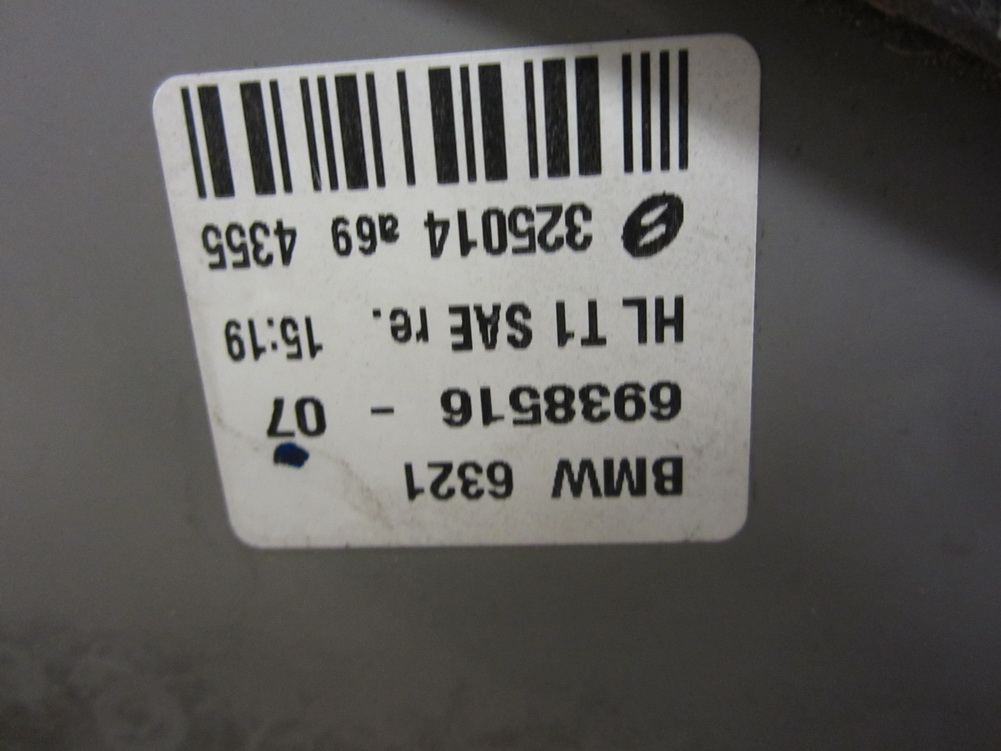 BMW 6321
6938516 - 07
HL T1 SAE re. 15:19
325014 a69 4355